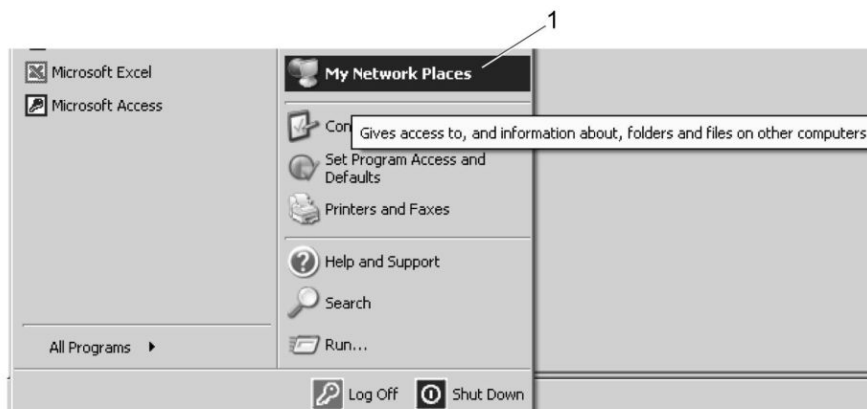 1
Microsoft Excel
Microsoft Access
All Programs
My Network Places
Con
Gives access to, and information about, folders and files on other computers
Set Program Access and
Defaults
Printers and Faxes
Help and Support
Search
Run...
Log Off
Shut Down